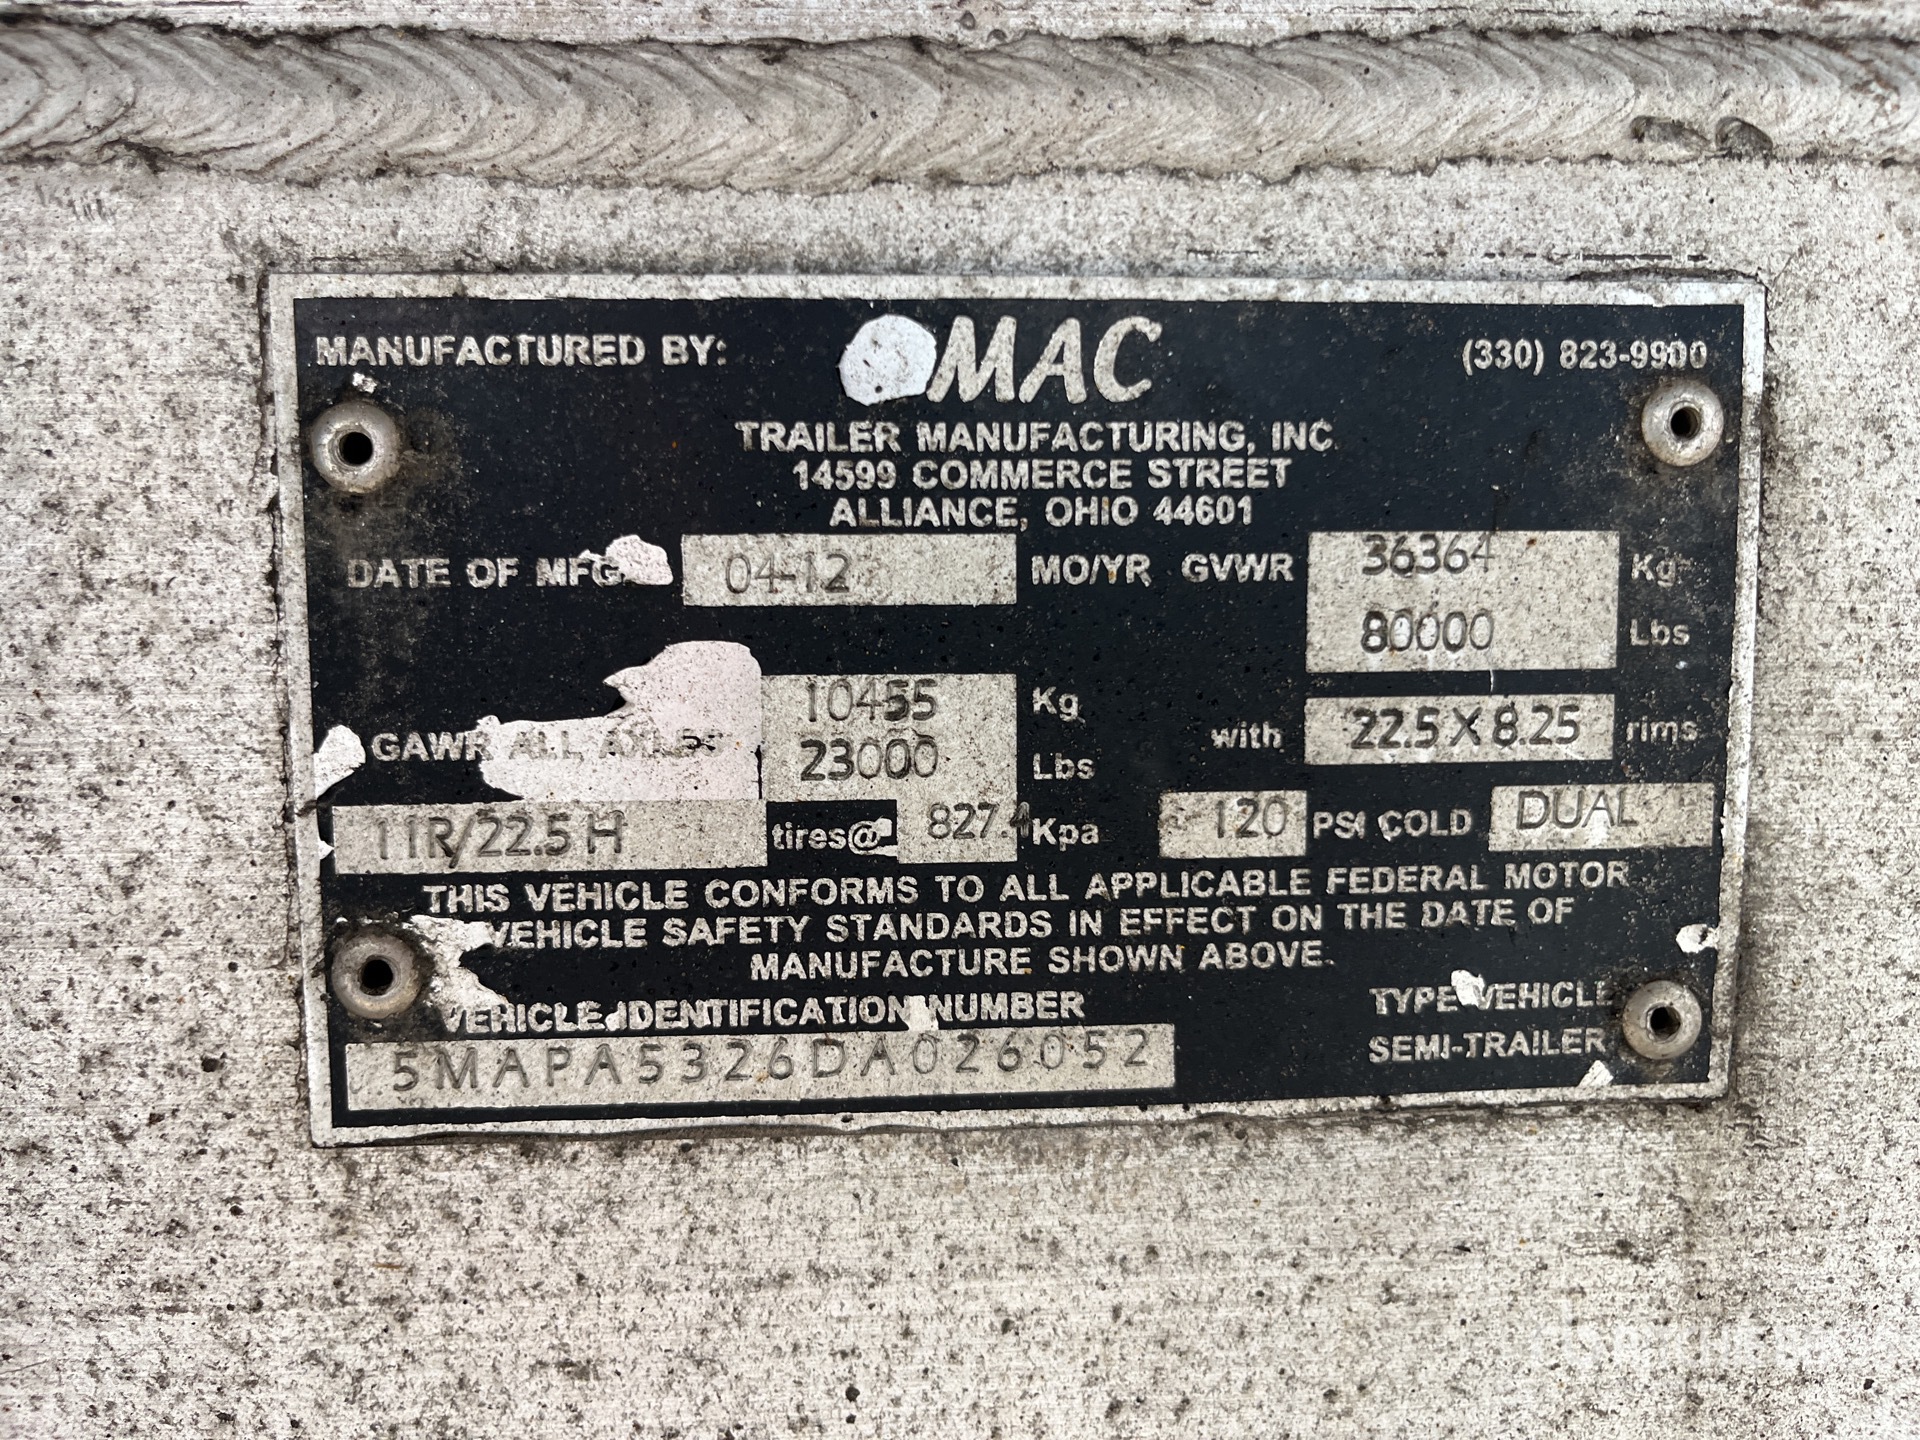 MANUFACTURED BY: MAC (330) 823-9900
TRAILER MANUFACTURING, INC.
14599 COMMERCE STREET
ALLIANCE, OHIO 44601
DATE OF MFG 04-12 MO/YR GVWR 36364 Kg
80000 Lbs
GAWR ALL AXLES 10455 Kg
23000 Lbs with 22.5 X 8.25 rims
11R/22.5 H tires@ 827.4 Kpa 120 PSI COLD DUAL
THIS VEHICLE CONFORMS TO ALL APPLICABLE FEDERAL MOTOR
VEHICLE SAFETY STANDARDS IN EFFECT ON THE DATE OF
MANUFACTURE SHOWN ABOVE.
VEHICLE IDENTIFICATION NUMBER TYPE VEHICLE
5MAPA5326DA026052 SEMI-TRAILER